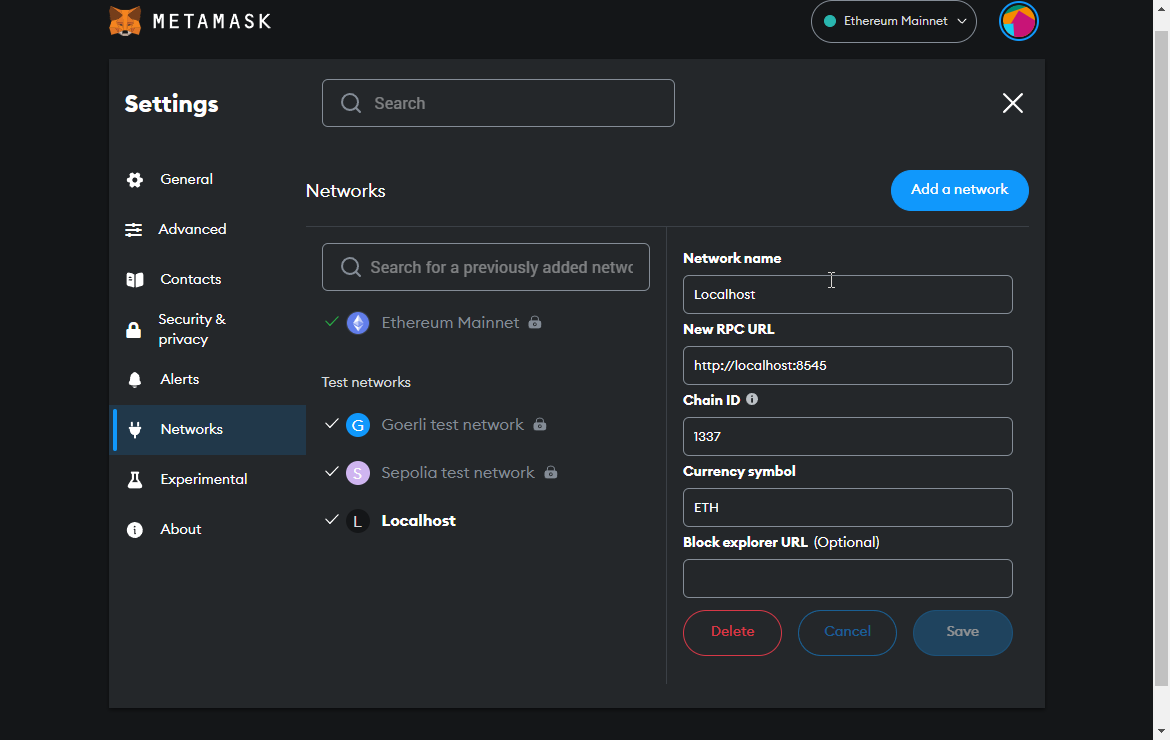 METAMASK
Ethereum Mainnet
Settings
Search
General
Advanced
Contacts
Security &
privacy
Alerts
Networks
Experimental
About
Networks
Add a network
Search for a previously added netwo
Ethereum Mainnet
Test networks
G Goerli test network
S Sepolia test network
L Localhost
Network name
Localhost
New RPC URL
http://localhost:8545
Chain ID
1337
Currency symbol
ETH
Block explorer URL (Optional)
Delete
Cancel
Save